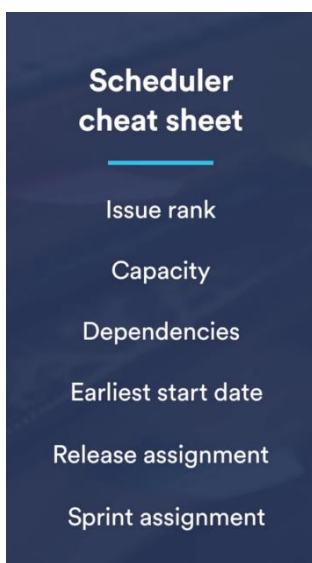 Scheduler
cheat sheet
Issue rank
Capacity
Dependencies
Earliest start date
Release assignment
Sprint assignment